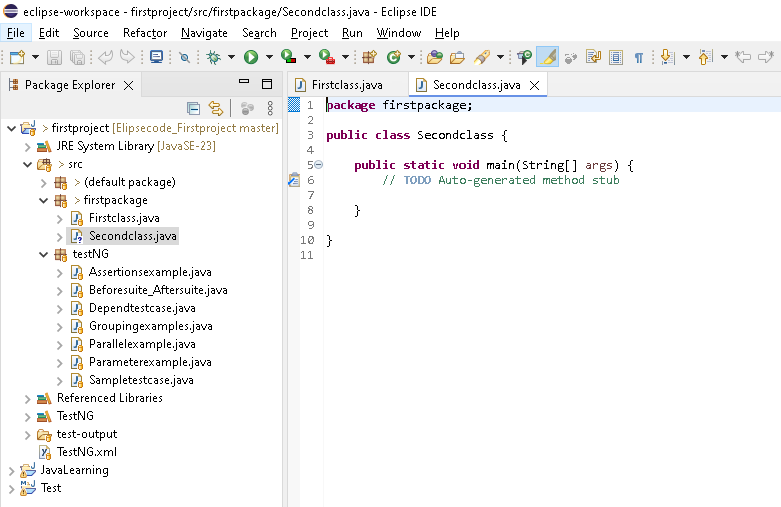 eclipse-workspace - firstproject/src/firstpackage/Secondclass.java - Eclipse IDE
File Edit Source Refactor Navigate Search Project Run Window Help
Package Explorer
> firstproject [Elipsecode_Firstproject master]
JRE System Library [JavaSE-23]
> src
> (default package)
> firstpackage
Firstclass.java
Secondclass.java
testNG
Assertionsexample.java
Beforesuite_Aftersuite.java
Dependtestcase.java
Groupingexamples.java
Parallelexample.java
Parameterexample.java
Sampletestcase.java
Referenced Libraries
TestNG
test-output
TestNG.xml
JavaLearning
Test
Firstclass.java Secondclass.java
1 package firstpackage;
2
3 public class Secondclass {
4
5 public static void main(String[] args) {
6 // TODO Auto-generated method stub
7
8 }
9
10 }
11